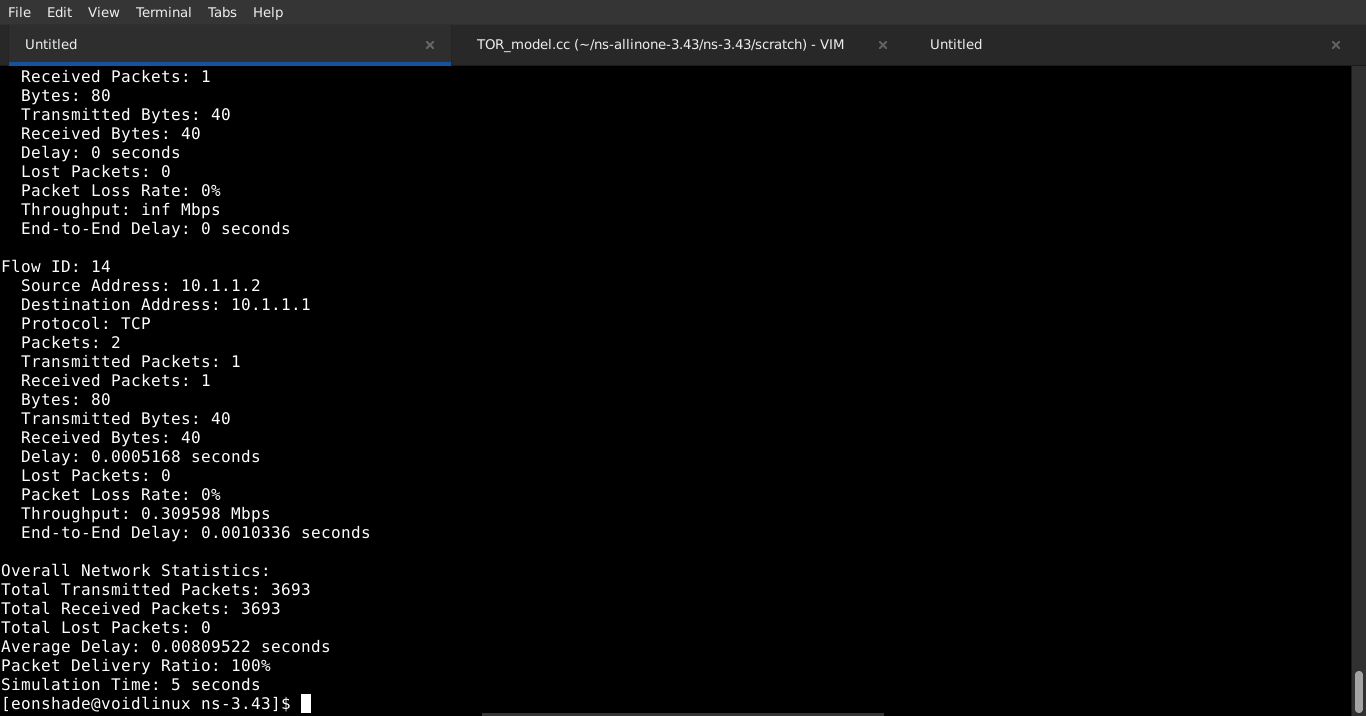 File Edit View Terminal Tabs Help
Untitled × TOR_model.cc (~/ns-allinone-3.43/ns-3.43/scratch) - VIM × Untitled ×
Received Packets: 1
Bytes: 80
Transmitted Bytes: 40
Received Bytes: 40
Delay: 0 seconds
Lost Packets: 0
Packet Loss Rate: 0%
Throughput: inf Mbps
End-to-End Delay: 0 seconds
Flow ID: 14
Source Address: 10.1.1.2
Destination Address: 10.1.1.1
Protocol: TCP
Packets: 2
Transmitted Packets: 1
Received Packets: 1
Bytes: 80
Transmitted Bytes: 40
Received Bytes: 40
Delay: 0.0005168 seconds
Lost Packets: 0
Packet Loss Rate: 0%
Throughput: 0.309598 Mbps
End-to-End Delay: 0.0010336 seconds
Overall Network Statistics:
Total Transmitted Packets: 3693
Total Received Packets: 3693
Total Lost Packets: 0
Average Delay: 0.00809522 seconds
Packet Delivery Ratio: 100%
Simulation Time: 5 seconds
[eonshade@voidlinux ns-3.43]$